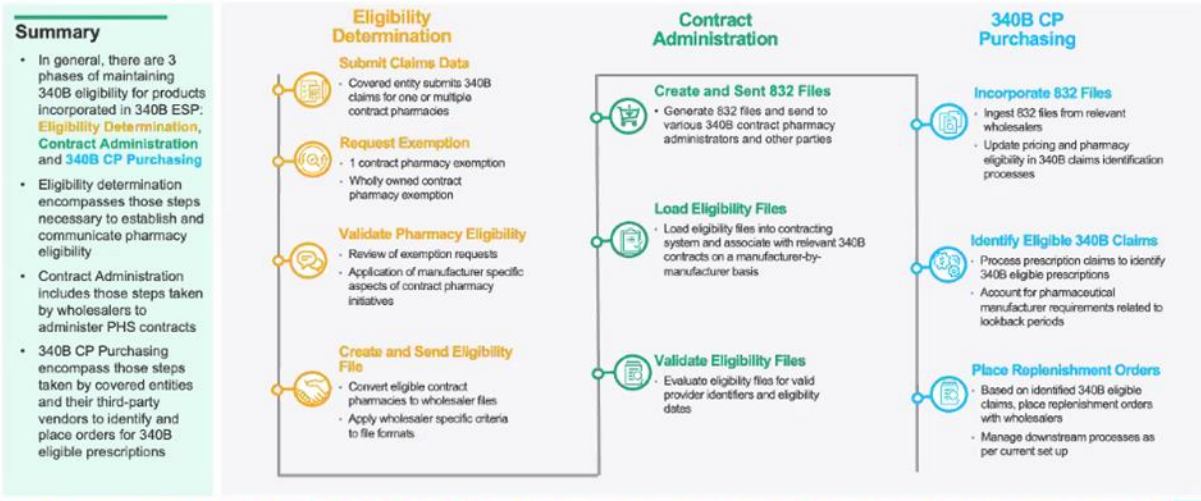 Summary
• In general, there are 3
phases of maintaining
340B eligibility for products
incorporated in 340B ESP:
Eligibility Determination,
Contract Administration
and 340B CP Purchasing
• Eligibility determination
encompasses those steps
necessary to establish and
communicate pharmacy
eligibility
• Contract Administration
includes those steps taken
by wholesalers to
administer PHS contracts
• 340B CP Purchasing
encompass those steps
taken by covered entities
and their third-party
vendors to identify and
place orders for 340B
eligible prescriptions
Eligibility
Determination
Submit Claims Data
• Covered entity submits 340B
claims for one or multiple
contract pharmacies
Request Exemption
• 1 contract pharmacy exemption
• Wholly owned contract
pharmacy exemption
Validate Pharmacy Eligibility
• Review of exemption requests
• Application of manufacturer specific
aspects of contract pharmacy
initiatives
Create and Send Eligibility
File
• Convert eligible contract
pharmacies to wholesaler files
• Apply wholesaler specific criteria
to file formats
Contract
Administration
Create and Sent 832 Files
• Generate 832 files and send to
various 340B contract pharmacy
administrators and other parties
Load Eligibility Files
• Load eligibility files into contracting
system and associate with relevant 340B
contracts on a manufacturer-by-
manufacturer basis
Validate Eligibility Files
• Evaluate eligibility files for valid
provider identifiers and eligibility
dates
340B CP
Purchasing
Incorporate 832 Files
• Ingest 832 files from relevant
wholesalers
• Update pricing and pharmacy
eligibility in 340B claims identification
processes
Identify Eligible 340B Claims
• Process prescription claims to identify
340B eligible prescriptions
• Account for pharmaceutical
manufacturer requirements related to
lookback periods
Place Replenishment Orders
• Based on identified 340B eligible
claims, place replenishment orders
with wholesalers
• Manage downstream processes as
per current set up